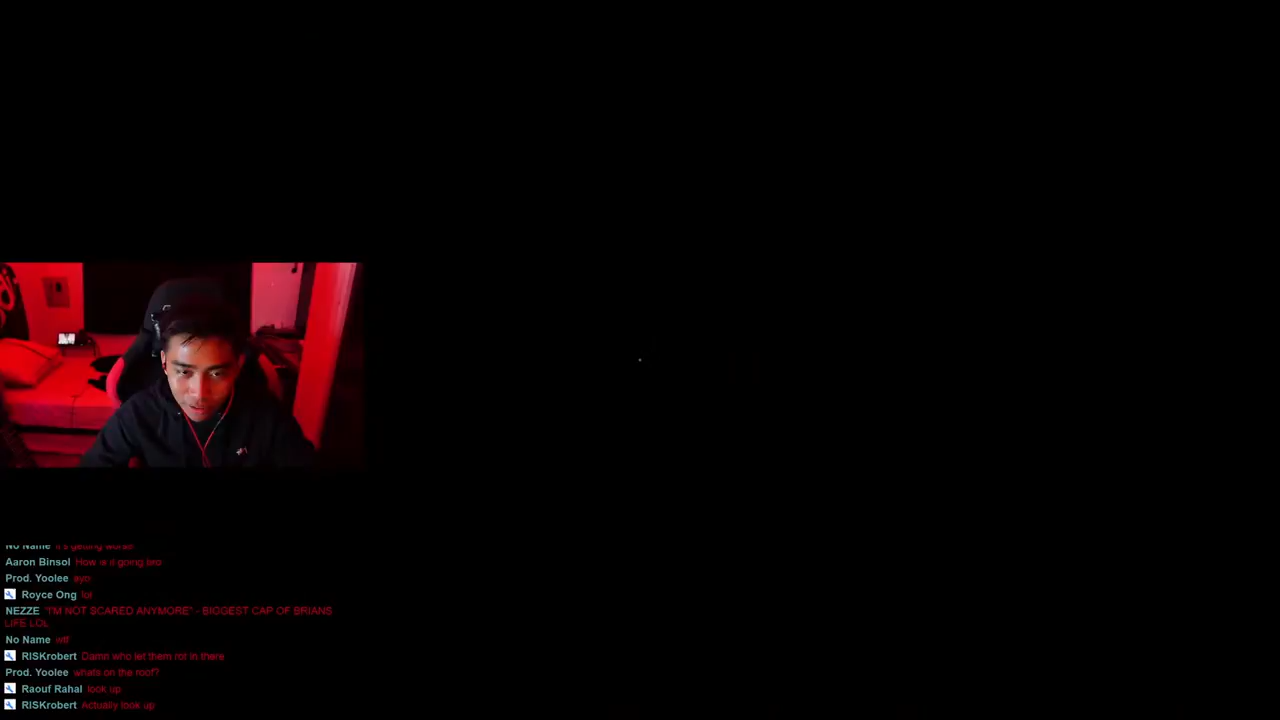 No Name it's getting worse
Aaron Binsol How is it going bro
Prod. Yoolee ayo
Royce Ong lol
NEZZE "I'M NOT SCARED ANYMORE" - BIGGEST CAP OF BRIANS
LIFE LOL
No Name wtf
RISKrobert Damn who let them rot in there
Prod. Yoolee whats on the roof?
Raouf Rahal look up
RISKrobert Actually look up